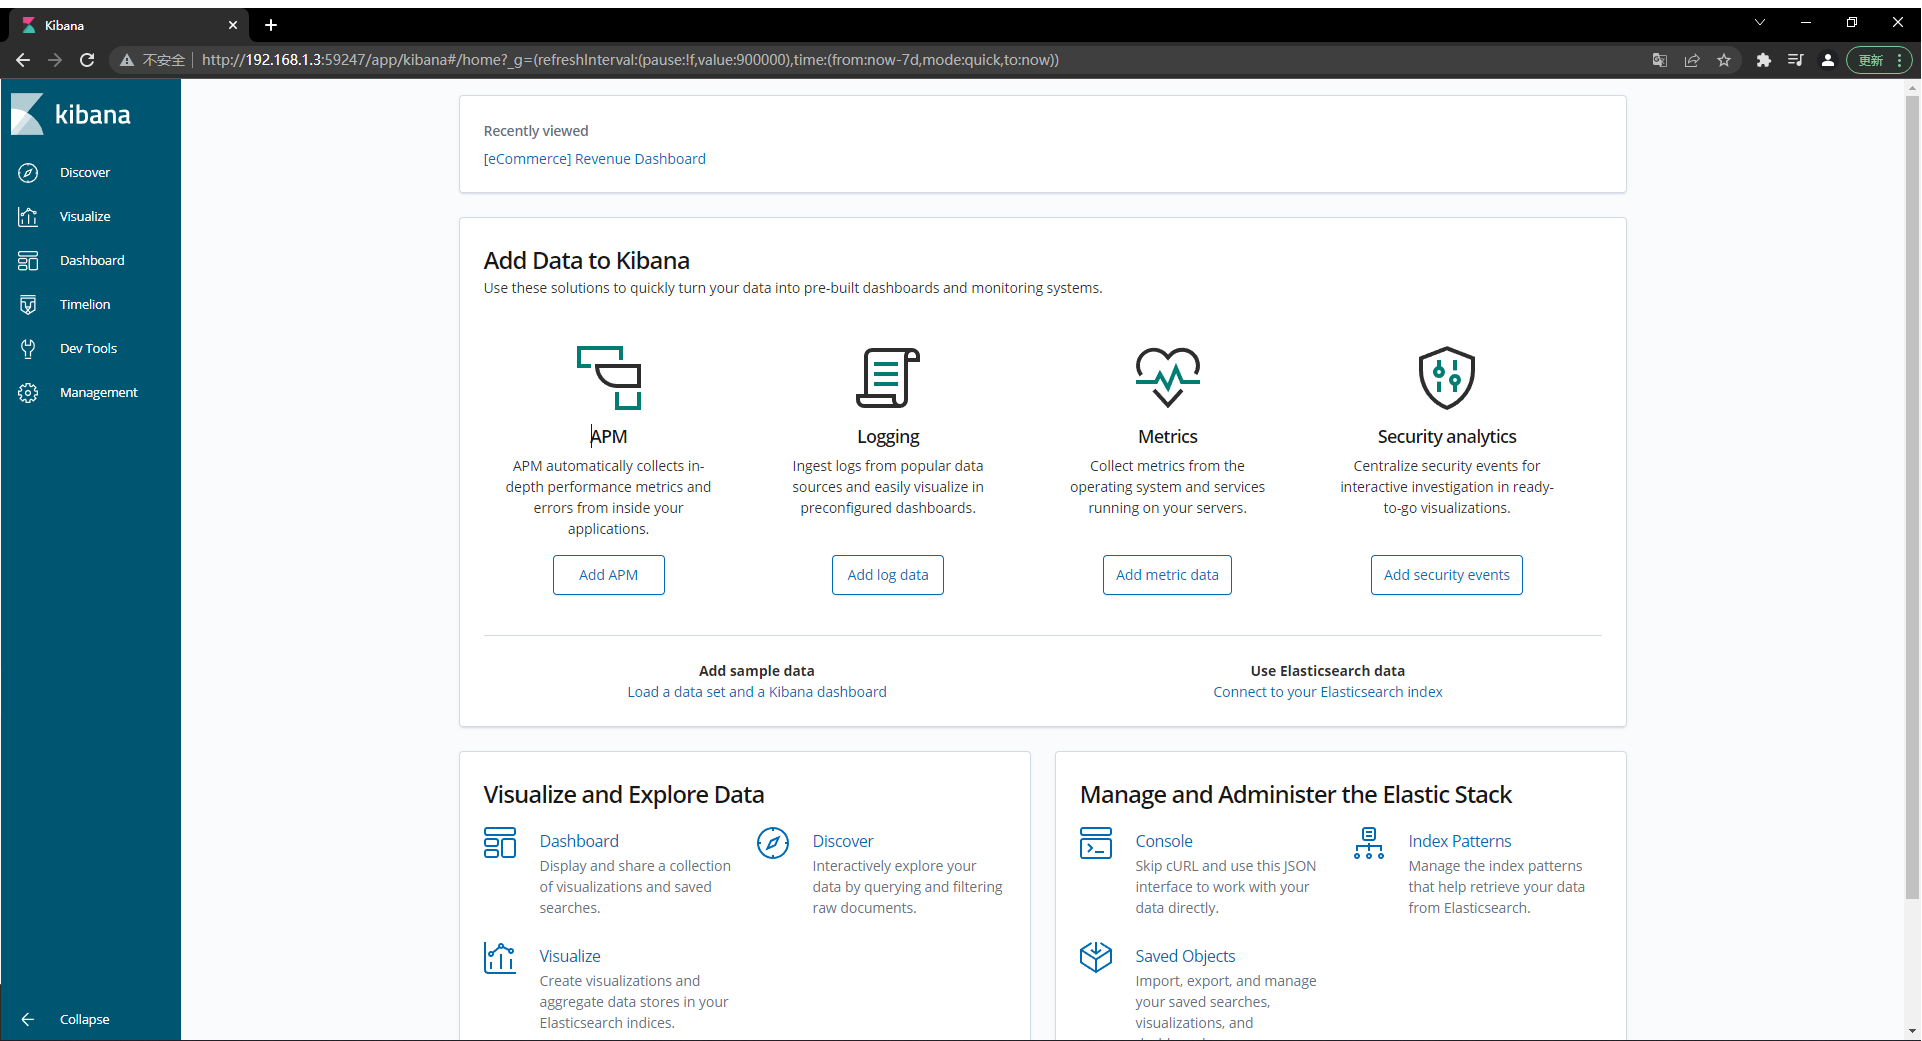 Kibana
不安全
http://192.168.1.3:59247/app/kibana#/home?_g=(refreshInterval:(pause:!f,value:900000),time:(from:now-7d,mode:quick,to:now))
更新
kibana
Discover
Visualize
Dashboard
Timelion
Dev Tools
Management
Collapse
Recently viewed
[eCommerce] Revenue Dashboard
Add Data to Kibana
Use these solutions to quickly turn your data into pre-built dashboards and monitoring systems.
APM
APM automatically collects in-
depth performance metrics and
errors from inside your
applications.
Add APM
Logging
Ingest logs from popular data
sources and easily visualize in
preconfigured dashboards.
Add log data
Metrics
Collect metrics from the
operating system and services
running on your servers.
Add metric data
Security analytics
Centralize security events for
interactive investigation in ready-
to-go visualizations.
Add security events
Add sample data
Load a data set and a Kibana dashboard
Use Elasticsearch data
Connect to your Elasticsearch index
Visualize and Explore Data
Dashboard
Display and share a collection
of visualizations and saved
searches.
Discover
Interactively explore your
data by querying and filtering
raw documents.
Visualize
Create visualizations and
aggregate data stores in your
Elasticsearch indices.
Manage and Administer the Elastic Stack
Console
Skip cURL and use this JSON
interface to work with your
data directly.
Index Patterns
Manage the index patterns
that help retrieve your data
from Elasticsearch.
Saved Objects
Import, export, and manage
your saved searches,
visualizations, and